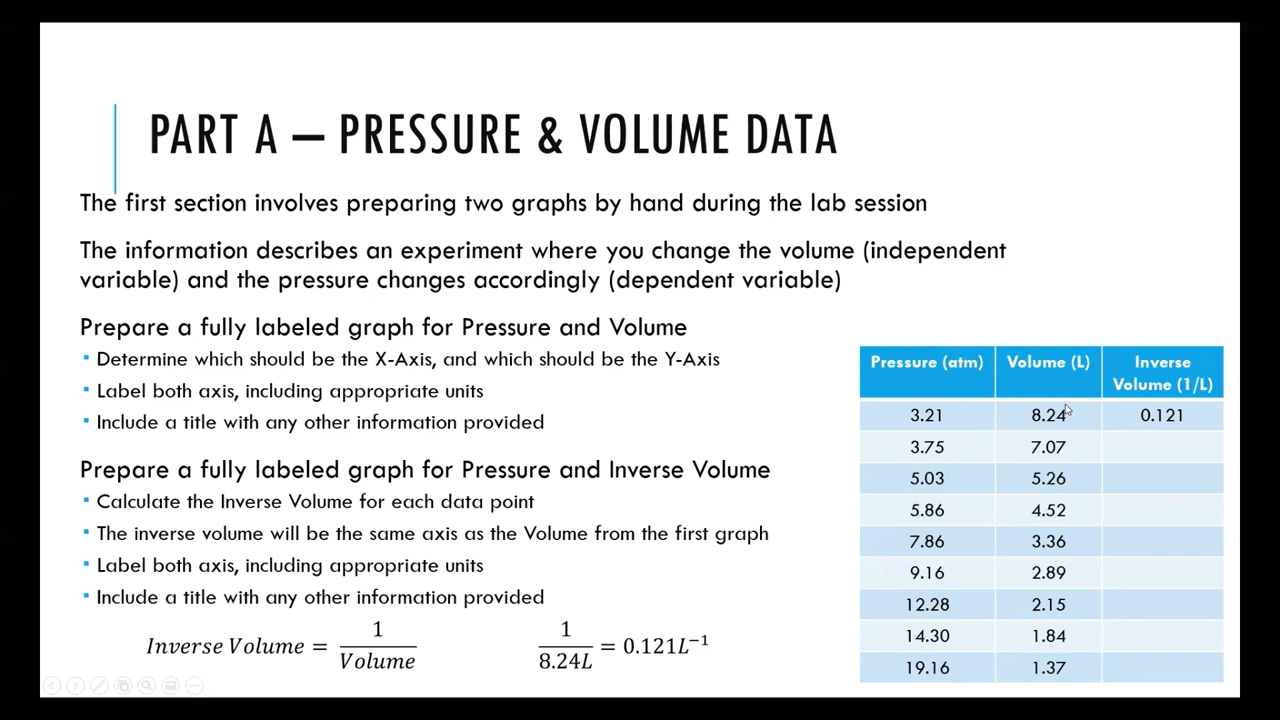 PART A – PRESSURE & VOLUME DATA
The first section involves preparing two graphs by hand during the lab session
The information describes an experiment where you change the volume (independent
variable) and the pressure changes accordingly (dependent variable)
Prepare a fully labeled graph for Pressure and Volume
▪ Determine which should be the X-Axis, and which should be the Y-Axis
▪ Label both axis, including appropriate units
▪ Include a title with any other information provided
Prepare a fully labeled graph for Pressure and Inverse Volume
▪ Calculate the Inverse Volume for each data point
▪ The inverse volume will be the same axis as the Volume from the first graph
▪ Label both axis, including appropriate units
▪ Include a title with any other information provided
Inverse Volume = 1/Volume
1/8.24L = 0.121L⁻¹
Pressure (atm) Volume (L) Inverse Volume (1/L)
3.21 8.24 0.121
3.75 7.07
5.03 5.26
5.86 4.52
7.86 3.36
9.16 2.89
12.28 2.15
14.30 1.84
19.16 1.37